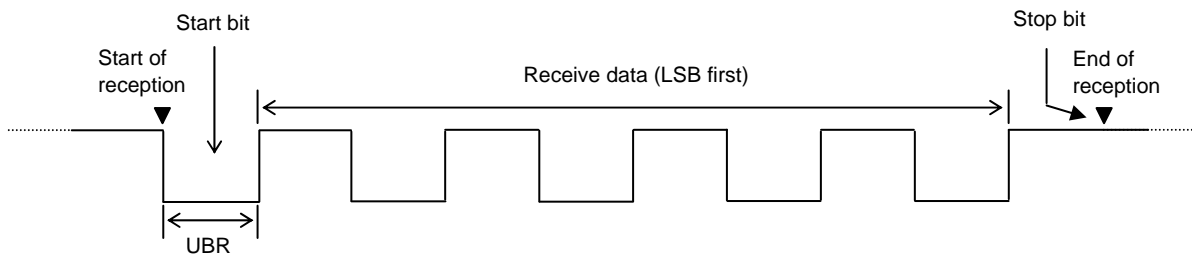 Start bit
Stop bit
Start of
reception
Receive data (LSB first)
End of
reception
UBR